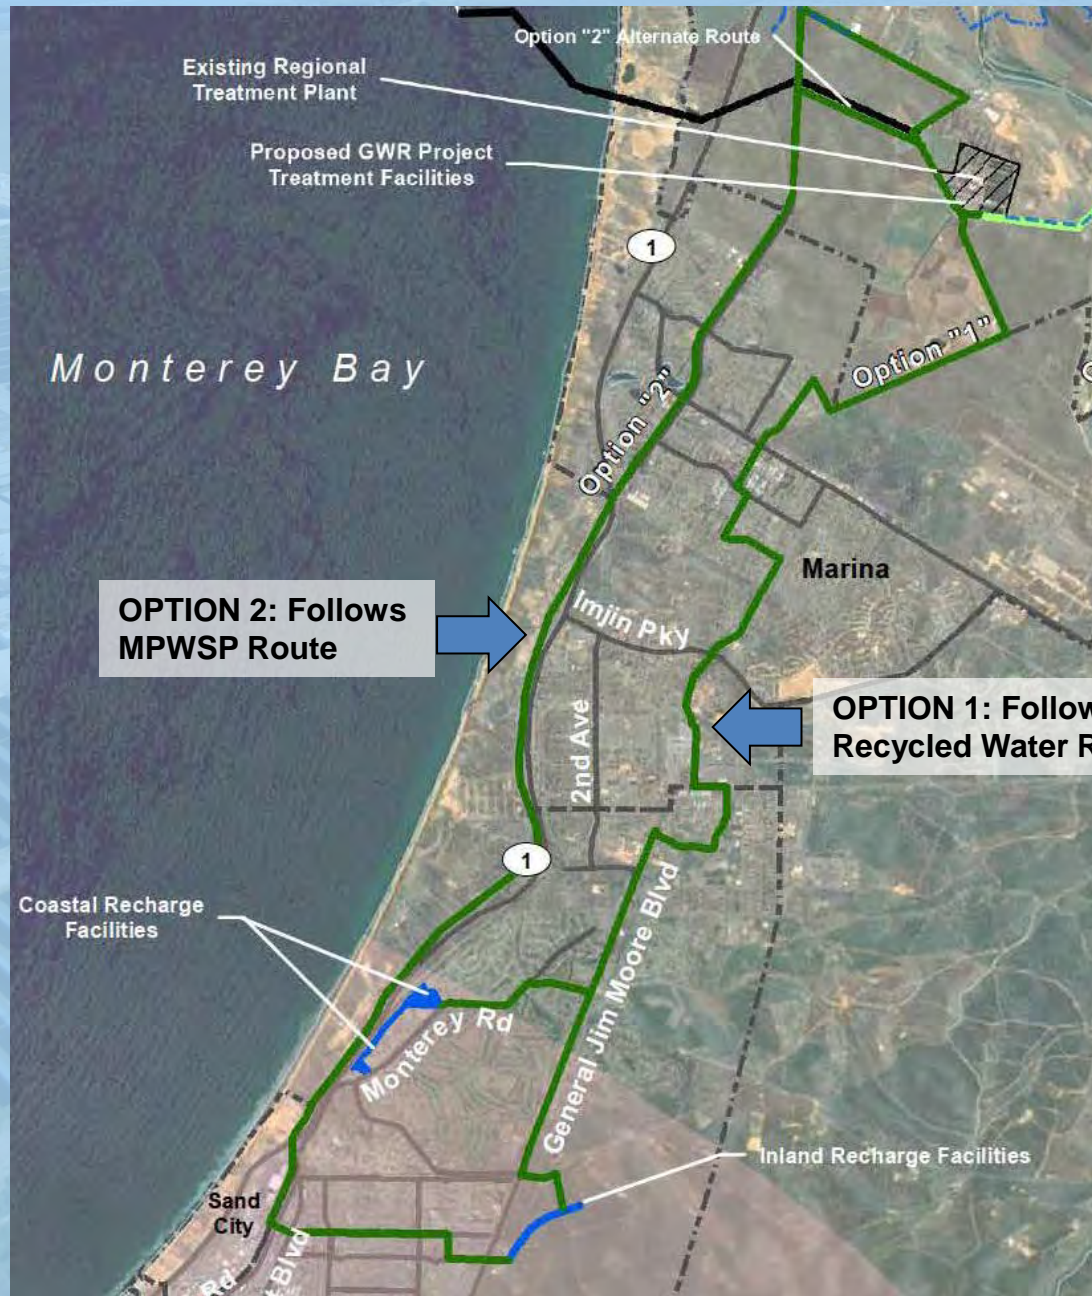 Option "2" Alternate Route
Existing Regional
Treatment Plant
Proposed GWR Project
Treatment Facilities
1
Monterey Bay
Option "1"
Option "2"
Marina
OPTION 2: Follows
MPWSP Route
Imjin Pky
OPTION 1: Follow
Recycled Water R
2nd Ave
1
General Jim Moore Blvd
Coastal Recharge
Facilities
Monterey Rd
Inland Recharge Facilities
Sand
City
Rd
Blvd